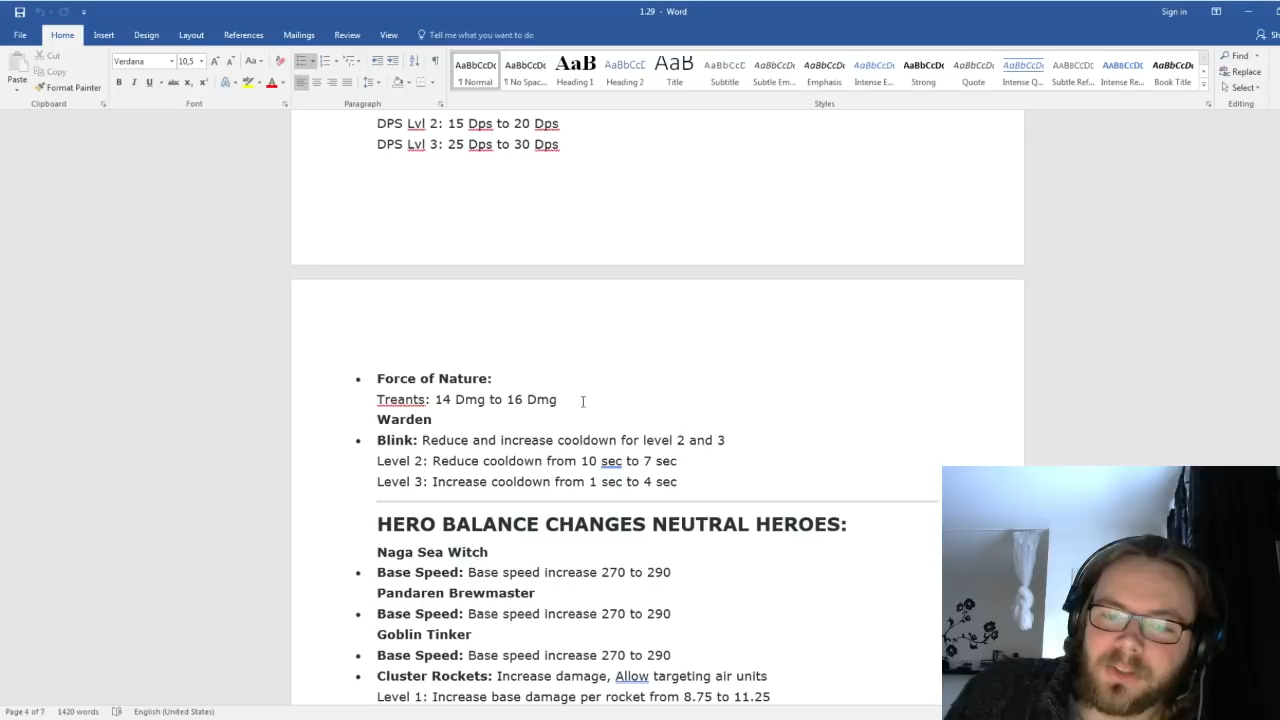 1.29 - Word
Sign in
File Home Insert Design Layout References Mailings Review View Tell me what you want to do Sh
Cut
Copy
Format Painter
Paste
Clipboard
Verdana 10,5
Font
Paragraph
AaBbCcDc AaBbCcDc AaB AaBbCcC AaB AaBbCcC AaBbCcDc AaBbCcDc AaBbCcDc AaBbCcDc AaBbCcDc AaBbCcDc AaBbCcDc AaBbCcDc AaBbCcDc
¶ Normal ¶ No Spac... Heading 1 Heading 2 Title Subtitle Subtle Em... Emphasis Intense E... Strong Quote Intense Q... Subtle Ref... Intense Re... Book Title
Styles
Find
Replace
Select
Editing
DPS Lvl 2: 15 Dps to 20 Dps
DPS Lvl 3: 25 Dps to 30 Dps
• Force of Nature:
Treants: 14 Dmg to 16 Dmg
Warden
• Blink: Reduce and increase cooldown for level 2 and 3
Level 2: Reduce cooldown from 10 sec to 7 sec
Level 3: Increase cooldown from 1 sec to 4 sec
HERO BALANCE CHANGES NEUTRAL HEROES:
Naga Sea Witch
• Base Speed: Base speed increase 270 to 290
Pandaren Brewmaster
• Base Speed: Base speed increase 270 to 290
Goblin Tinker
• Base Speed: Base speed increase 270 to 290
• Cluster Rockets: Increase damage, Allow targeting air units
Level 1: Increase base damage per rocket from 8.75 to 11.25
Page 4 of 7 1420 words English (United States)